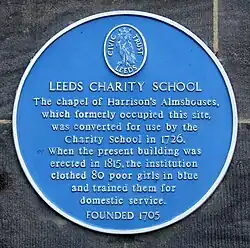 CIVIC TRUST
LEEDS
LEEDS CHARITY SCHOOL
The chapel of Harrison's Almshouses,
which formerly occupied this site,
was converted for use by the
Charity School in 1726.
When the present building was
erected in 1815, the institution
clothed 80 poor girls in blue
and trained them for
domestic service.
FOUNDED 1705